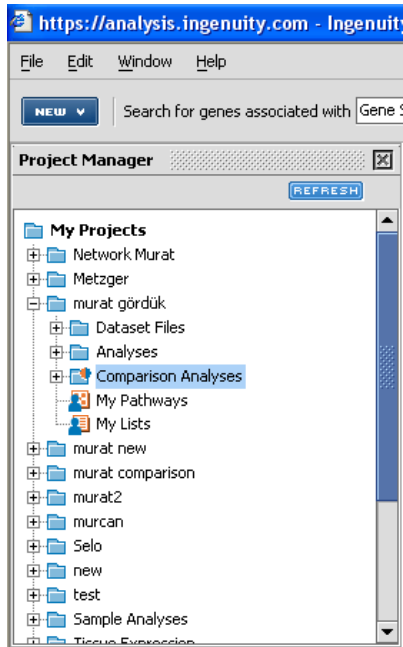 https://analysis.ingenuity.com - Ingenuity
File Edit Window Help
NEW Search for genes associated with Gene S
Project Manager
REFRESH
My Projects
Network Murat
Metzger
murat gördük
Dataset Files
Analyses
Comparison Analyses
My Pathways
My Lists
murat new
murat comparison
murat2
murcan
Selo
new
test
Sample Analyses
Tissue Expression